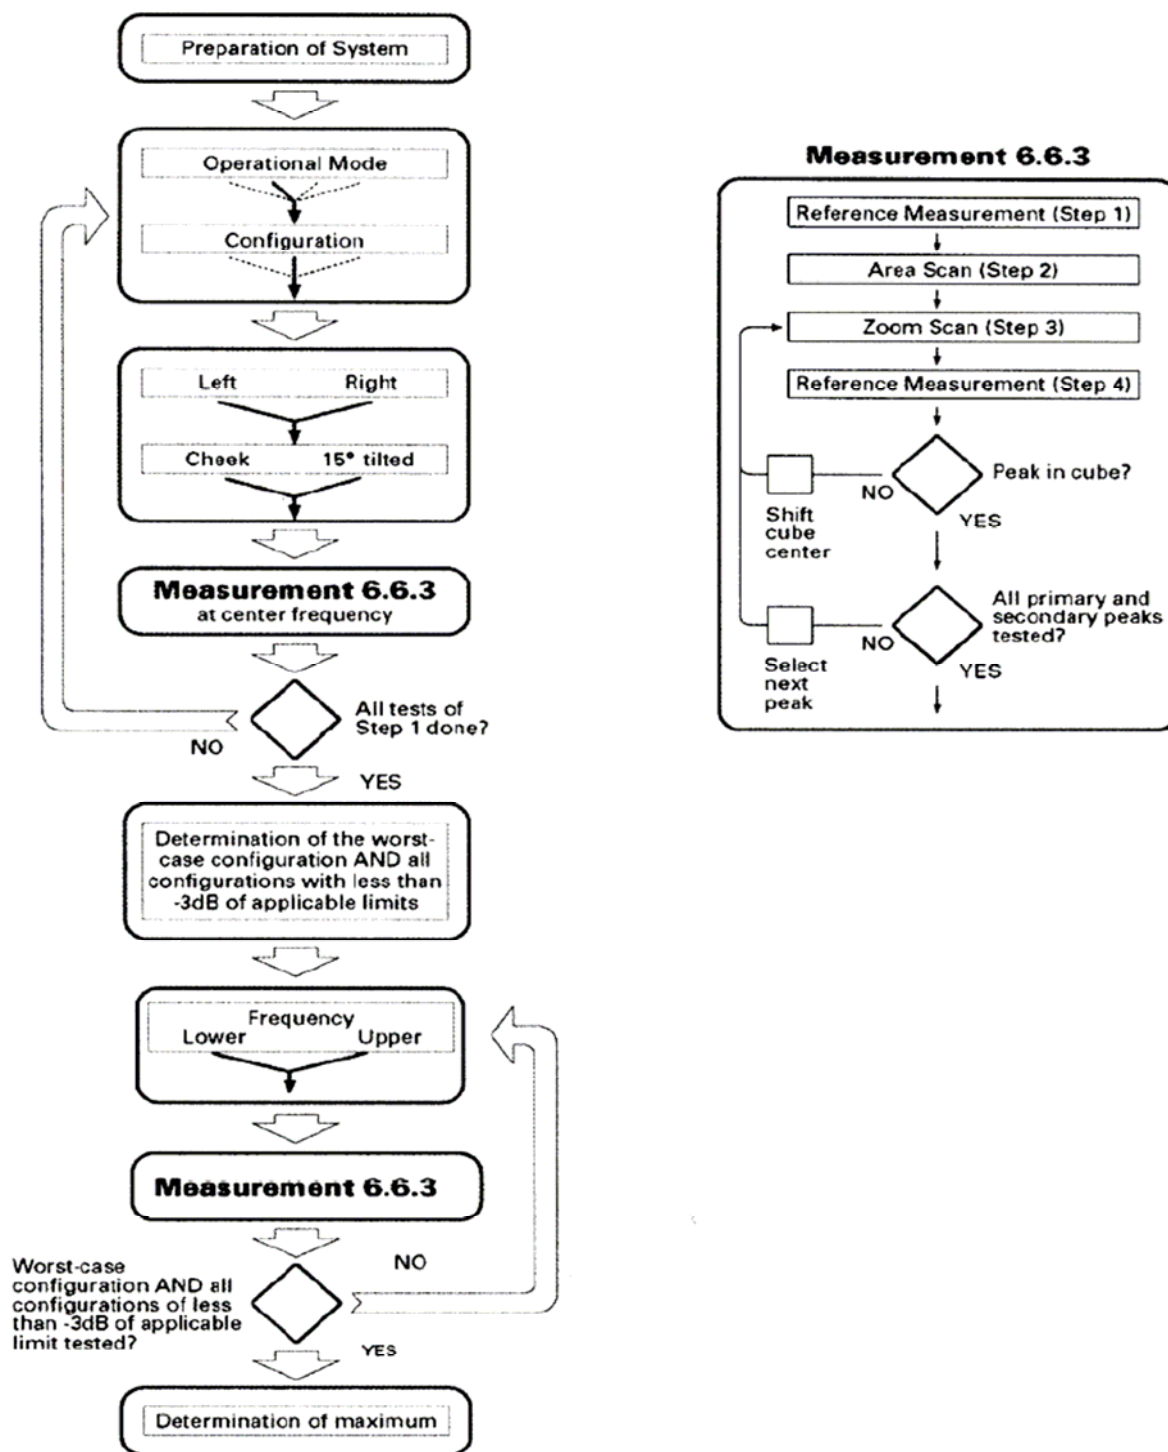 Preparation of System
Operational Mode
Configuration
Left Right
Cheek 15° tilted
Measurement 6.6.3
at center frequency
All tests of
Step 1 done?
NO
YES
Determination of the worst-
case configuration AND all
configurations with less than
-3dB of applicable limits
Frequency
Lower Upper
Measurement 6.6.3
NO
Worst-case
configuration AND all
configurations of less
than -3dB of applicable
limit tested?
YES
Determination of maximum
Measurement 6.6.3
Reference Measurement (Step 1)
Area Scan (Step 2)
Zoom Scan (Step 3)
Reference Measurement (Step 4)
Peak in cube?
NO
YES
Shift
cube
center
All primary and
secondary peaks
tested?
NO
YES
Select
next
peak